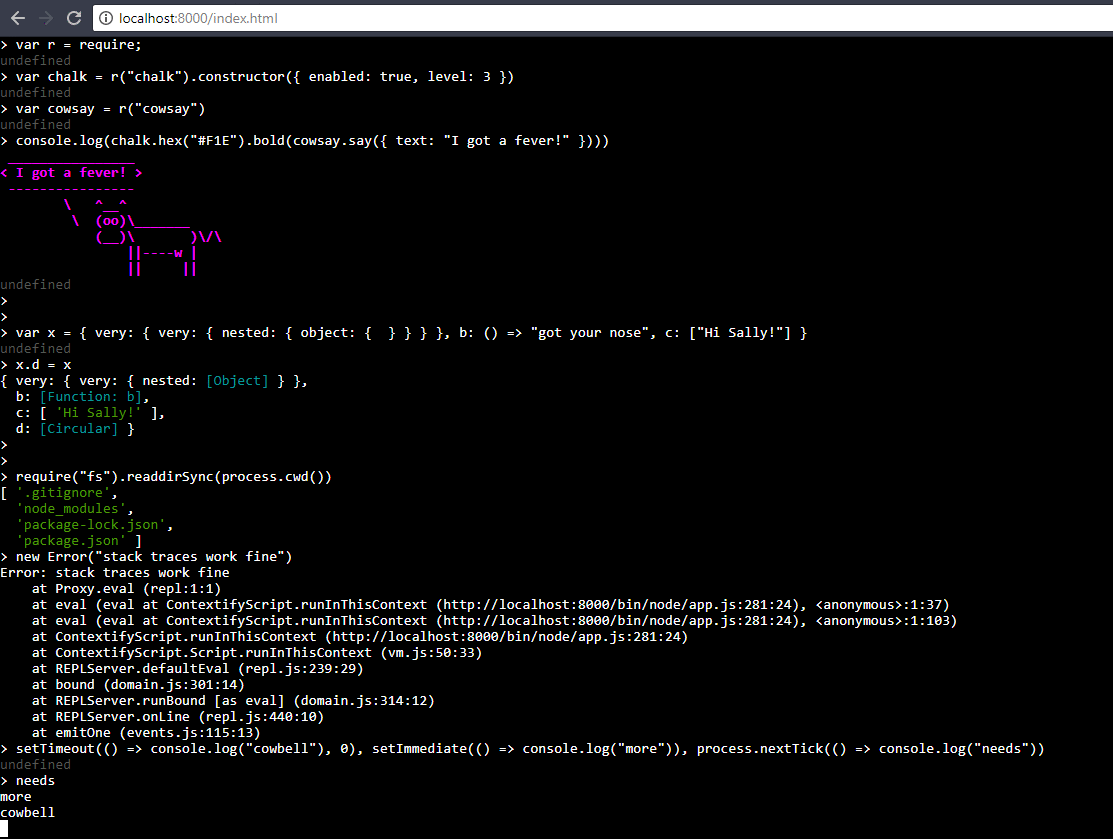 localhost:8000/index.html
> var r = require;
undefined
> var chalk = r("chalk").constructor({ enabled: true, level: 3 })
undefined
> var cowsay = r("cowsay")
undefined
> console.log(chalk.hex("#F1E").bold(cowsay.say({ text: "I got a fever!" })))
 ________________
< I got a fever! >
 ----------------
        \   ^__^
         \  (oo)\_______
            (__)\       )\/\
                ||----w |
                ||     ||
undefined
>
>
> var x = { very: { very: { nested: { object: {  } } } }, b: () => "got your nose", c: ["Hi Sally!"] }
undefined
> x.d = x
{ very: { very: { nested: [Object] } },
  b: [Function: b],
  c: [ 'Hi Sally!' ],
  d: [Circular] }
>
>
> require("fs").readdirSync(process.cwd())
[ '.gitignore',
  'node_modules',
  'package-lock.json',
  'package.json' ]
> new Error("stack traces work fine")
Error: stack traces work fine
    at Proxy.eval (repl:1:1)
    at eval (eval at ContextifyScript.runInThisContext (http://localhost:8000/bin/node/app.js:281:24), <anonymous>:1:37)
    at eval (eval at ContextifyScript.runInThisContext (http://localhost:8000/bin/node/app.js:281:24), <anonymous>:1:103)
    at ContextifyScript.runInThisContext (http://localhost:8000/bin/node/app.js:281:24)
    at ContextifyScript.Script.runInThisContext (vm.js:50:33)
    at REPLServer.defaultEval (repl.js:239:29)
    at bound (domain.js:301:14)
    at REPLServer.runBound [as eval] (domain.js:314:12)
    at REPLServer.onLine (repl.js:440:10)
    at emitOne (events.js:115:13)
> setTimeout(() => console.log("cowbell"), 0), setImmediate(() => console.log("more")), process.nextTick(() => console.log("needs"))
undefined
> needs
more
cowbell